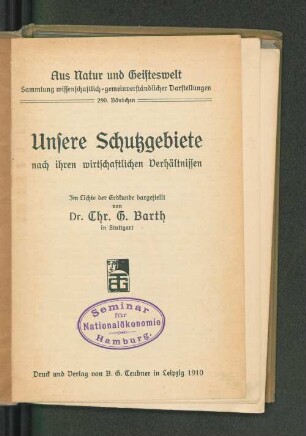 Aus Natur und Geisteswelt
Sammlung wissenschaftlich-gemeinverständlicher Darstellungen
290. Bändchen
Unsere Schutzgebiete
nach ihren wirtschaftlichen Verhältnissen
Im Lichte der Erdkunde dargestellt
von
Dr. Chr. G. Barth
in Stuttgart
Seminar
für
Nationalökonomie
Hamburg.
Druck und Verlag von B. G. Teubner in Leipzig 1910